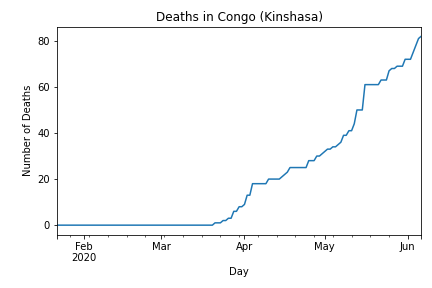 Deaths in Congo (Kinshasa)
80
60
40
20
0
Number of Deaths
Feb
2020
Mar
Apr
May
Jun
Day